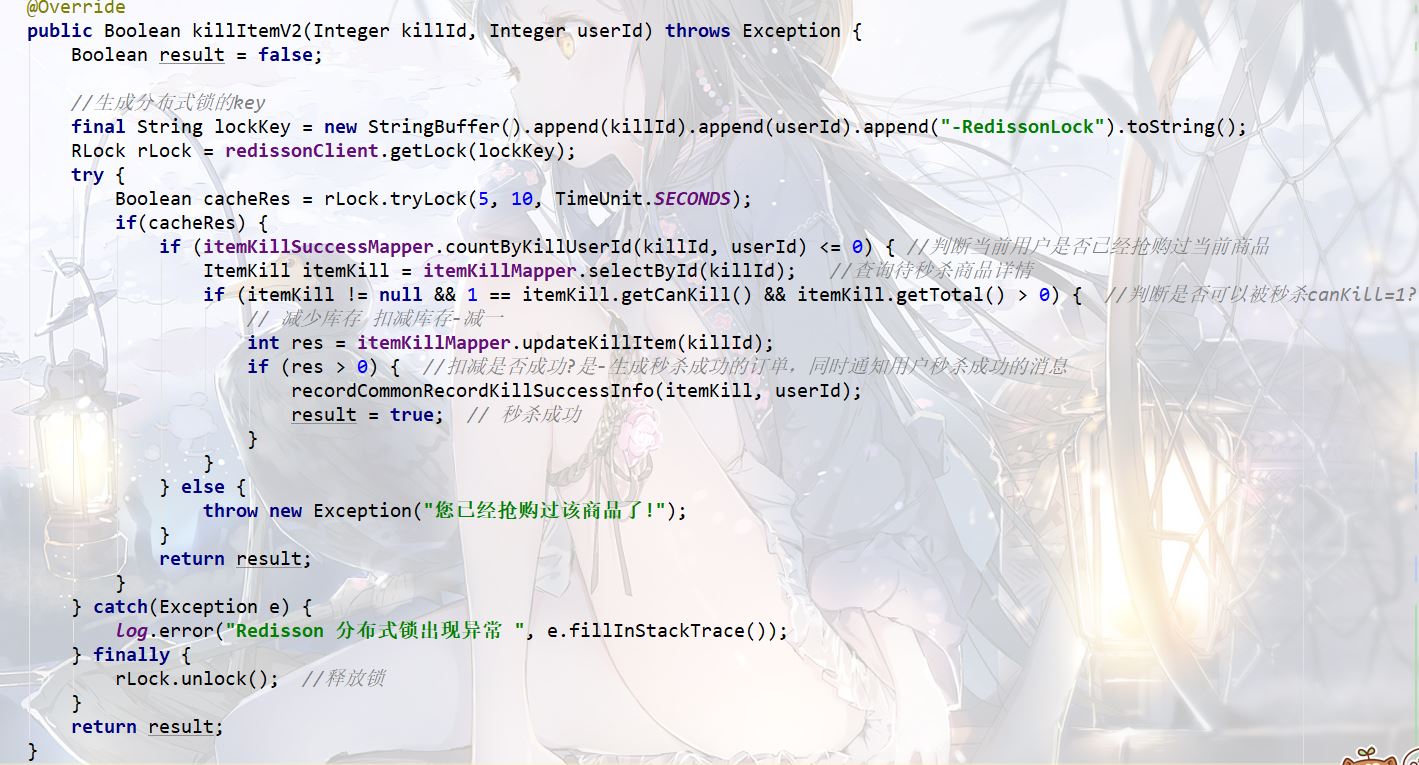 @Override
public Boolean killItemV2(Integer killId, Integer userId) throws Exception {
    Boolean result = false;

    //生成分布式锁的key
    final String lockKey = new StringBuffer().append(killId).append(userId).append("-RedissonLock").toString();
    RLock rLock = redissonClient.getLock(lockKey);
    try {
        Boolean cacheRes = rLock.tryLock(5, 10, TimeUnit.SECONDS);
        if(cacheRes) {
            if (itemKillSuccessMapper.countByKillUserId(killId, userId) <= 0) { //判断当前用户是否已经抢购过当前商品
                ItemKill itemKill = itemKillMapper.selectById(killId);   //查询待秒杀商品详情
                if (itemKill != null && 1 == itemKill.getCanKill() && itemKill.getTotal() > 0) {  //判断是否可以被秒杀canKill=1?
                    // 减少库存 扣减库存-减一
                    int res = itemKillMapper.updateKillItem(killId);
                    if (res > 0) {  //扣减是否成功?是-生成秒杀成功的订单，同时通知用户秒杀成功的消息
                        recordCommonRecordKillSuccessInfo(itemKill, userId);
                        result = true;  // 秒杀成功
                    }
                }
            } else {
                throw new Exception("您已经抢购过该商品了!");
            }
            return result;
        }
    } catch(Exception e) {
        log.error("Redisson 分布式锁出现异常 ", e.fillInStackTrace());
    } finally {
        rLock.unlock();  //释放锁
    }
    return result;
}